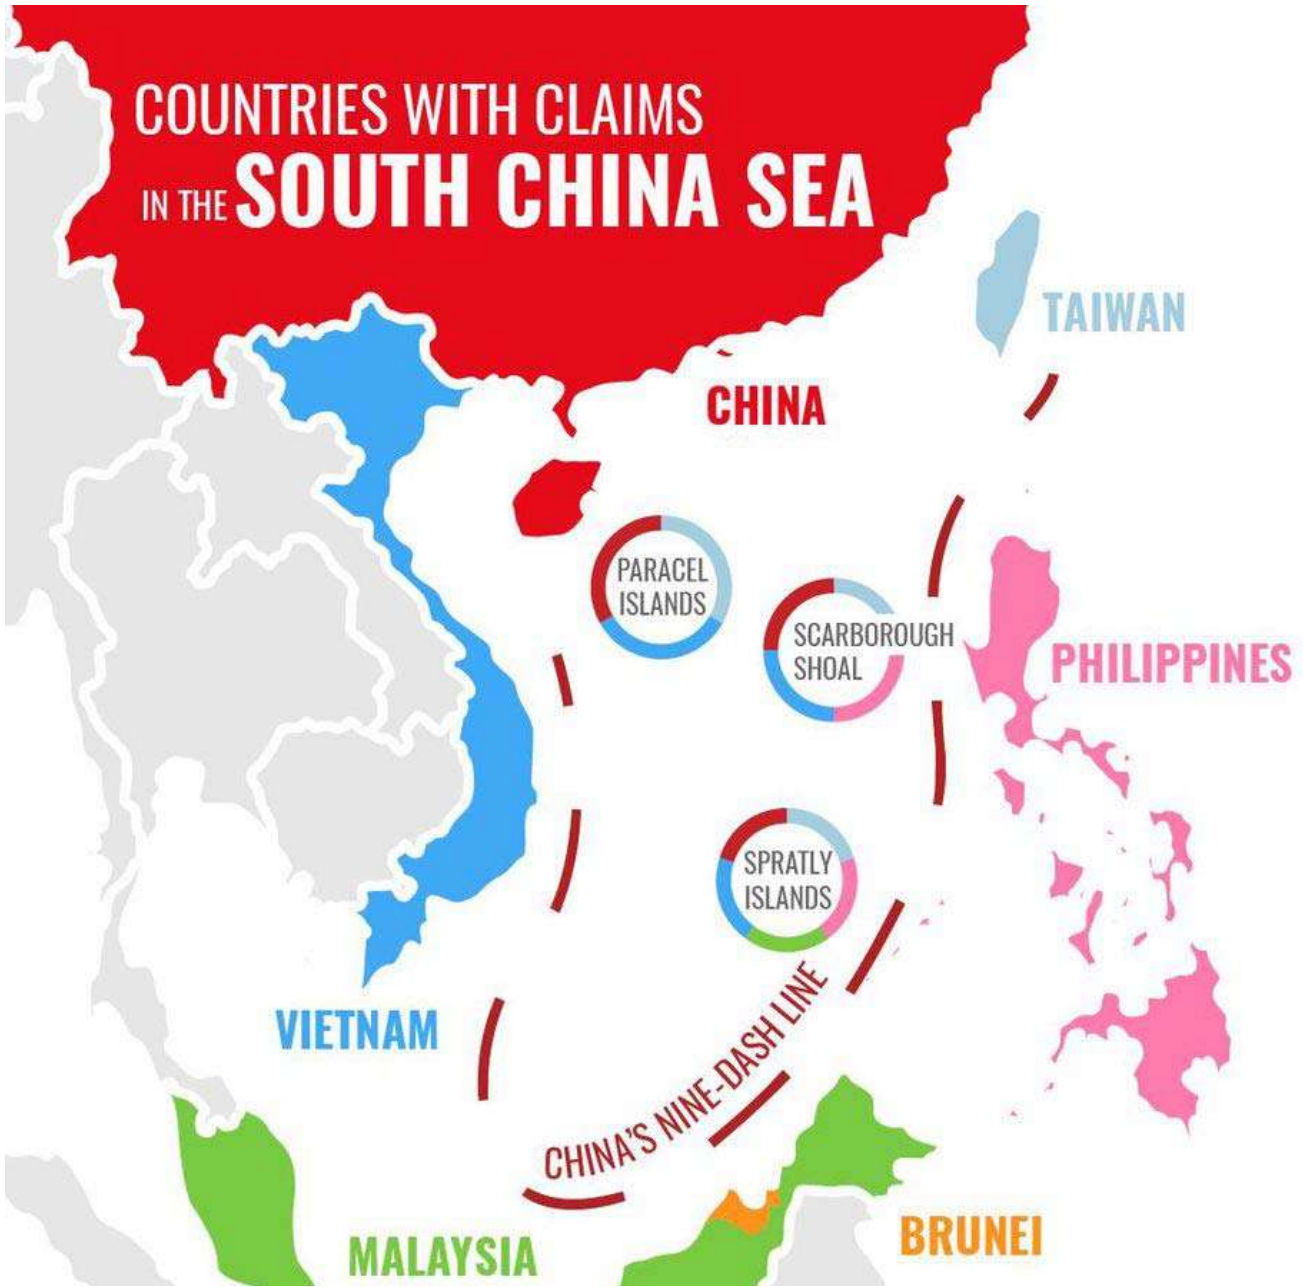 COUNTRIES WITH CLAIMS
IN THE SOUTH CHINA SEA
TAIWAN
CHINA
PARACEL
ISLANDS
SCARBOROUGH
SHOAL
PHILIPPINES
SPRATLY
ISLANDS
VIETNAM
CHINA'S NINE-DASH LINE
BRUNEI
MALAYSIA